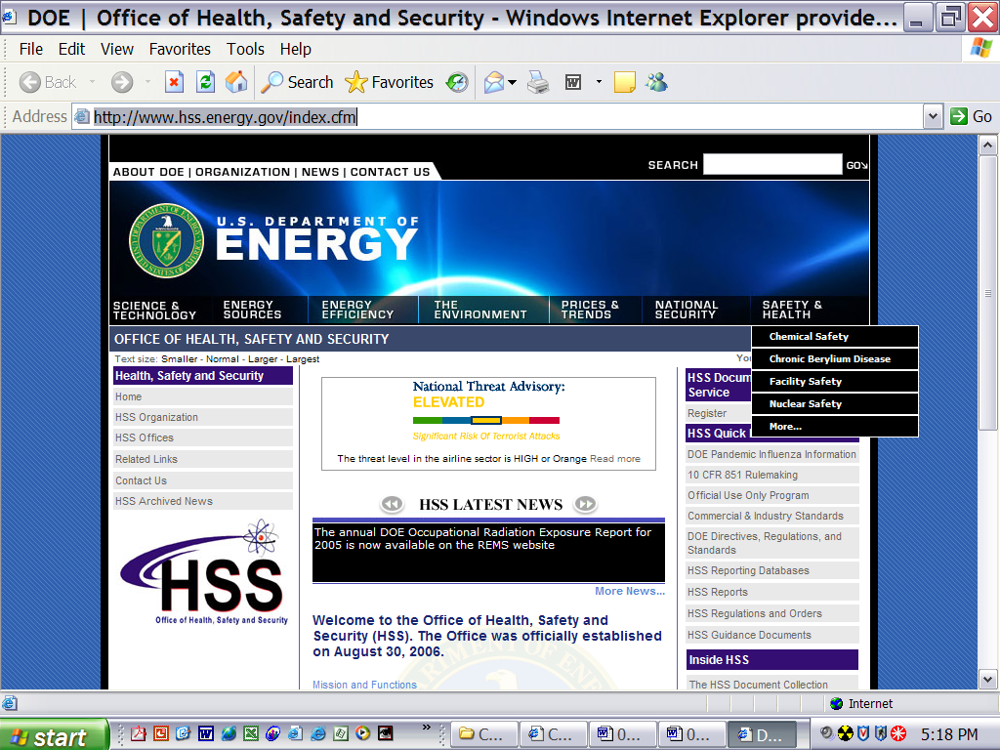 DOE | Office of Health, Safety and Security - Windows Internet Explorer provide...
File Edit View Favorites Tools Help
Back Search Favorites
Address http://www.hss.energy.gov/index.cfm Go
ABOUT DOE | ORGANIZATION | NEWS | CONTACT US
SEARCH GO
U.S. DEPARTMENT OF
ENERGY
SCIENCE & TECHNOLOGY
ENERGY SOURCES
ENERGY EFFICIENCY
THE ENVIRONMENT
PRICES & TRENDS
NATIONAL SECURITY
SAFETY & HEALTH
OFFICE OF HEALTH, SAFETY AND SECURITY
Chemical Safety
Chronic Berylium Disease
Facility Safety
Nuclear Safety
More...
Text size: Smaller - Normal - Larger - Largest
Health, Safety and Security
Home
HSS Organization
HSS Offices
Related Links
Contact Us
HSS Archived News
HSS
Office of Health, Safety and Security
National Threat Advisory:
ELEVATED
Significant Risk Of Terrorist Attacks
The threat level in the airline sector is HIGH or Orange Read more
HSS LATEST NEWS
The annual DOE Occupational Radiation Exposure Report for
2005 is now available on the REMS website
More News...
Welcome to the Office of Health, Safety and
Security (HSS). The Office was officially established
on August 30, 2006.
Mission and Functions
HSS Docum
Service
Register
HSS Quick
DOE Pandemic Influenza Information
10 CFR 851 Rulemaking
Official Use Only Program
Commercial & Industry Standards
DOE Directives, Regulations, and
Standards
HSS Reporting Databases
HSS Reports
HSS Regulations and Orders
HSS Guidance Documents
Inside HSS
The HSS Document Collection
Internet
start C... C... 0... 0... D... 5:18 PM